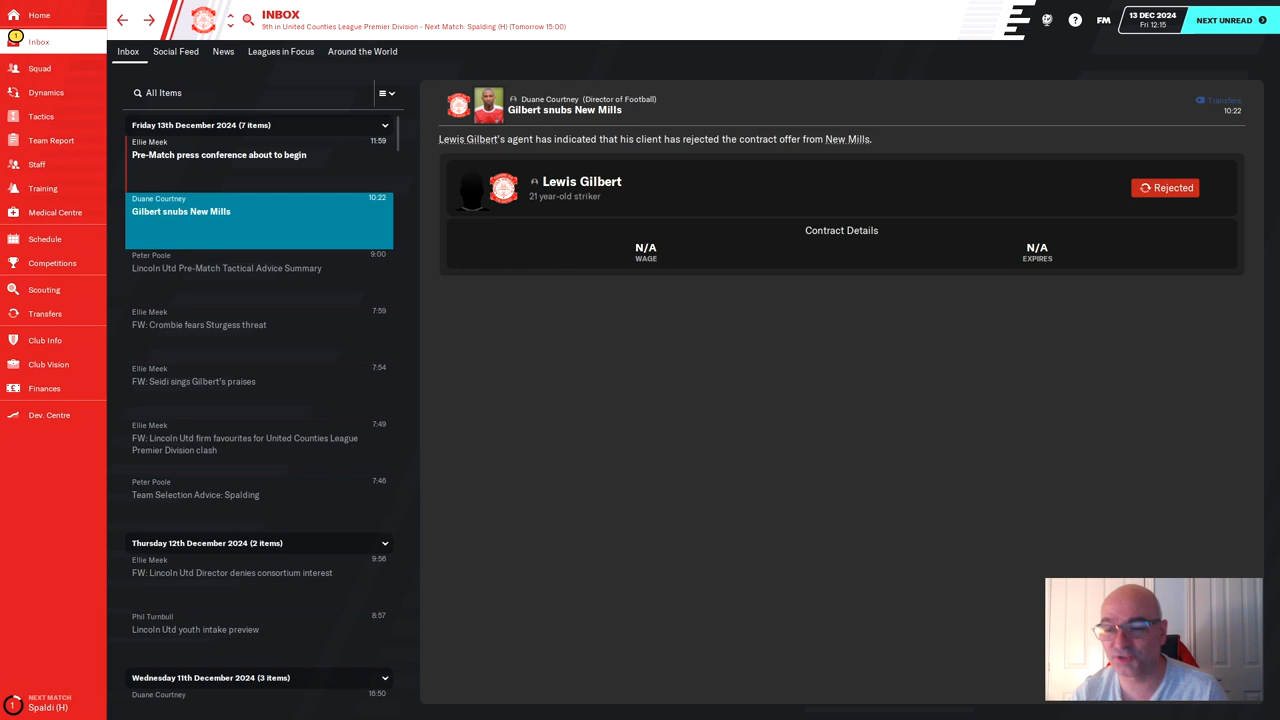 Home
1
Inbox
Squad
Dynamics
Tactics
Team Report
Staff
Training
Medical Centre
Schedule
Competitions
Scouting
Transfers
Club Info
Club Vision
Finances
Dev. Centre
1
NEXT MATCH
Spaldi (H)
INBOX
9th in United Counties League Premier Division - Next Match: Spalding (H) (Tomorrow 15:00)
FM
13 DEC 2024
Fri 12:15
NEXT UNREAD
Inbox Social Feed News Leagues in Focus Around the World
All Items
Friday 13th December 2024 (7 items)
Ellie Meek 11:59
Pre-Match press conference about to begin
Duane Courtney 10:22
Gilbert snubs New Mills
Peter Poole 9:00
Lincoln Utd Pre-Match Tactical Advice Summary
Ellie Meek 7:59
FW: Crombie fears Sturgess threat
Ellie Meek 7:54
FW: Seidi sings Gilbert's praises
Ellie Meek 7:49
FW: Lincoln Utd firm favourites for United Counties League
Premier Division clash
Peter Poole 7:46
Team Selection Advice: Spalding
Thursday 12th December 2024 (2 items)
Ellie Meek 9:56
FW: Lincoln Utd Director denies consortium interest
Phil Turnbull 8:57
Lincoln Utd youth intake preview
Wednesday 11th December 2024 (3 items)
Duane Courtney 16:50
Duane Courtney (Director of Football)
Gilbert snubs New Mills
Transfers
10:22
Lewis Gilbert's agent has indicated that his client has rejected the contract offer from New Mills.
Lewis Gilbert
21 year-old striker
Rejected
Contract Details
N/A N/A
WAGE EXPIRES